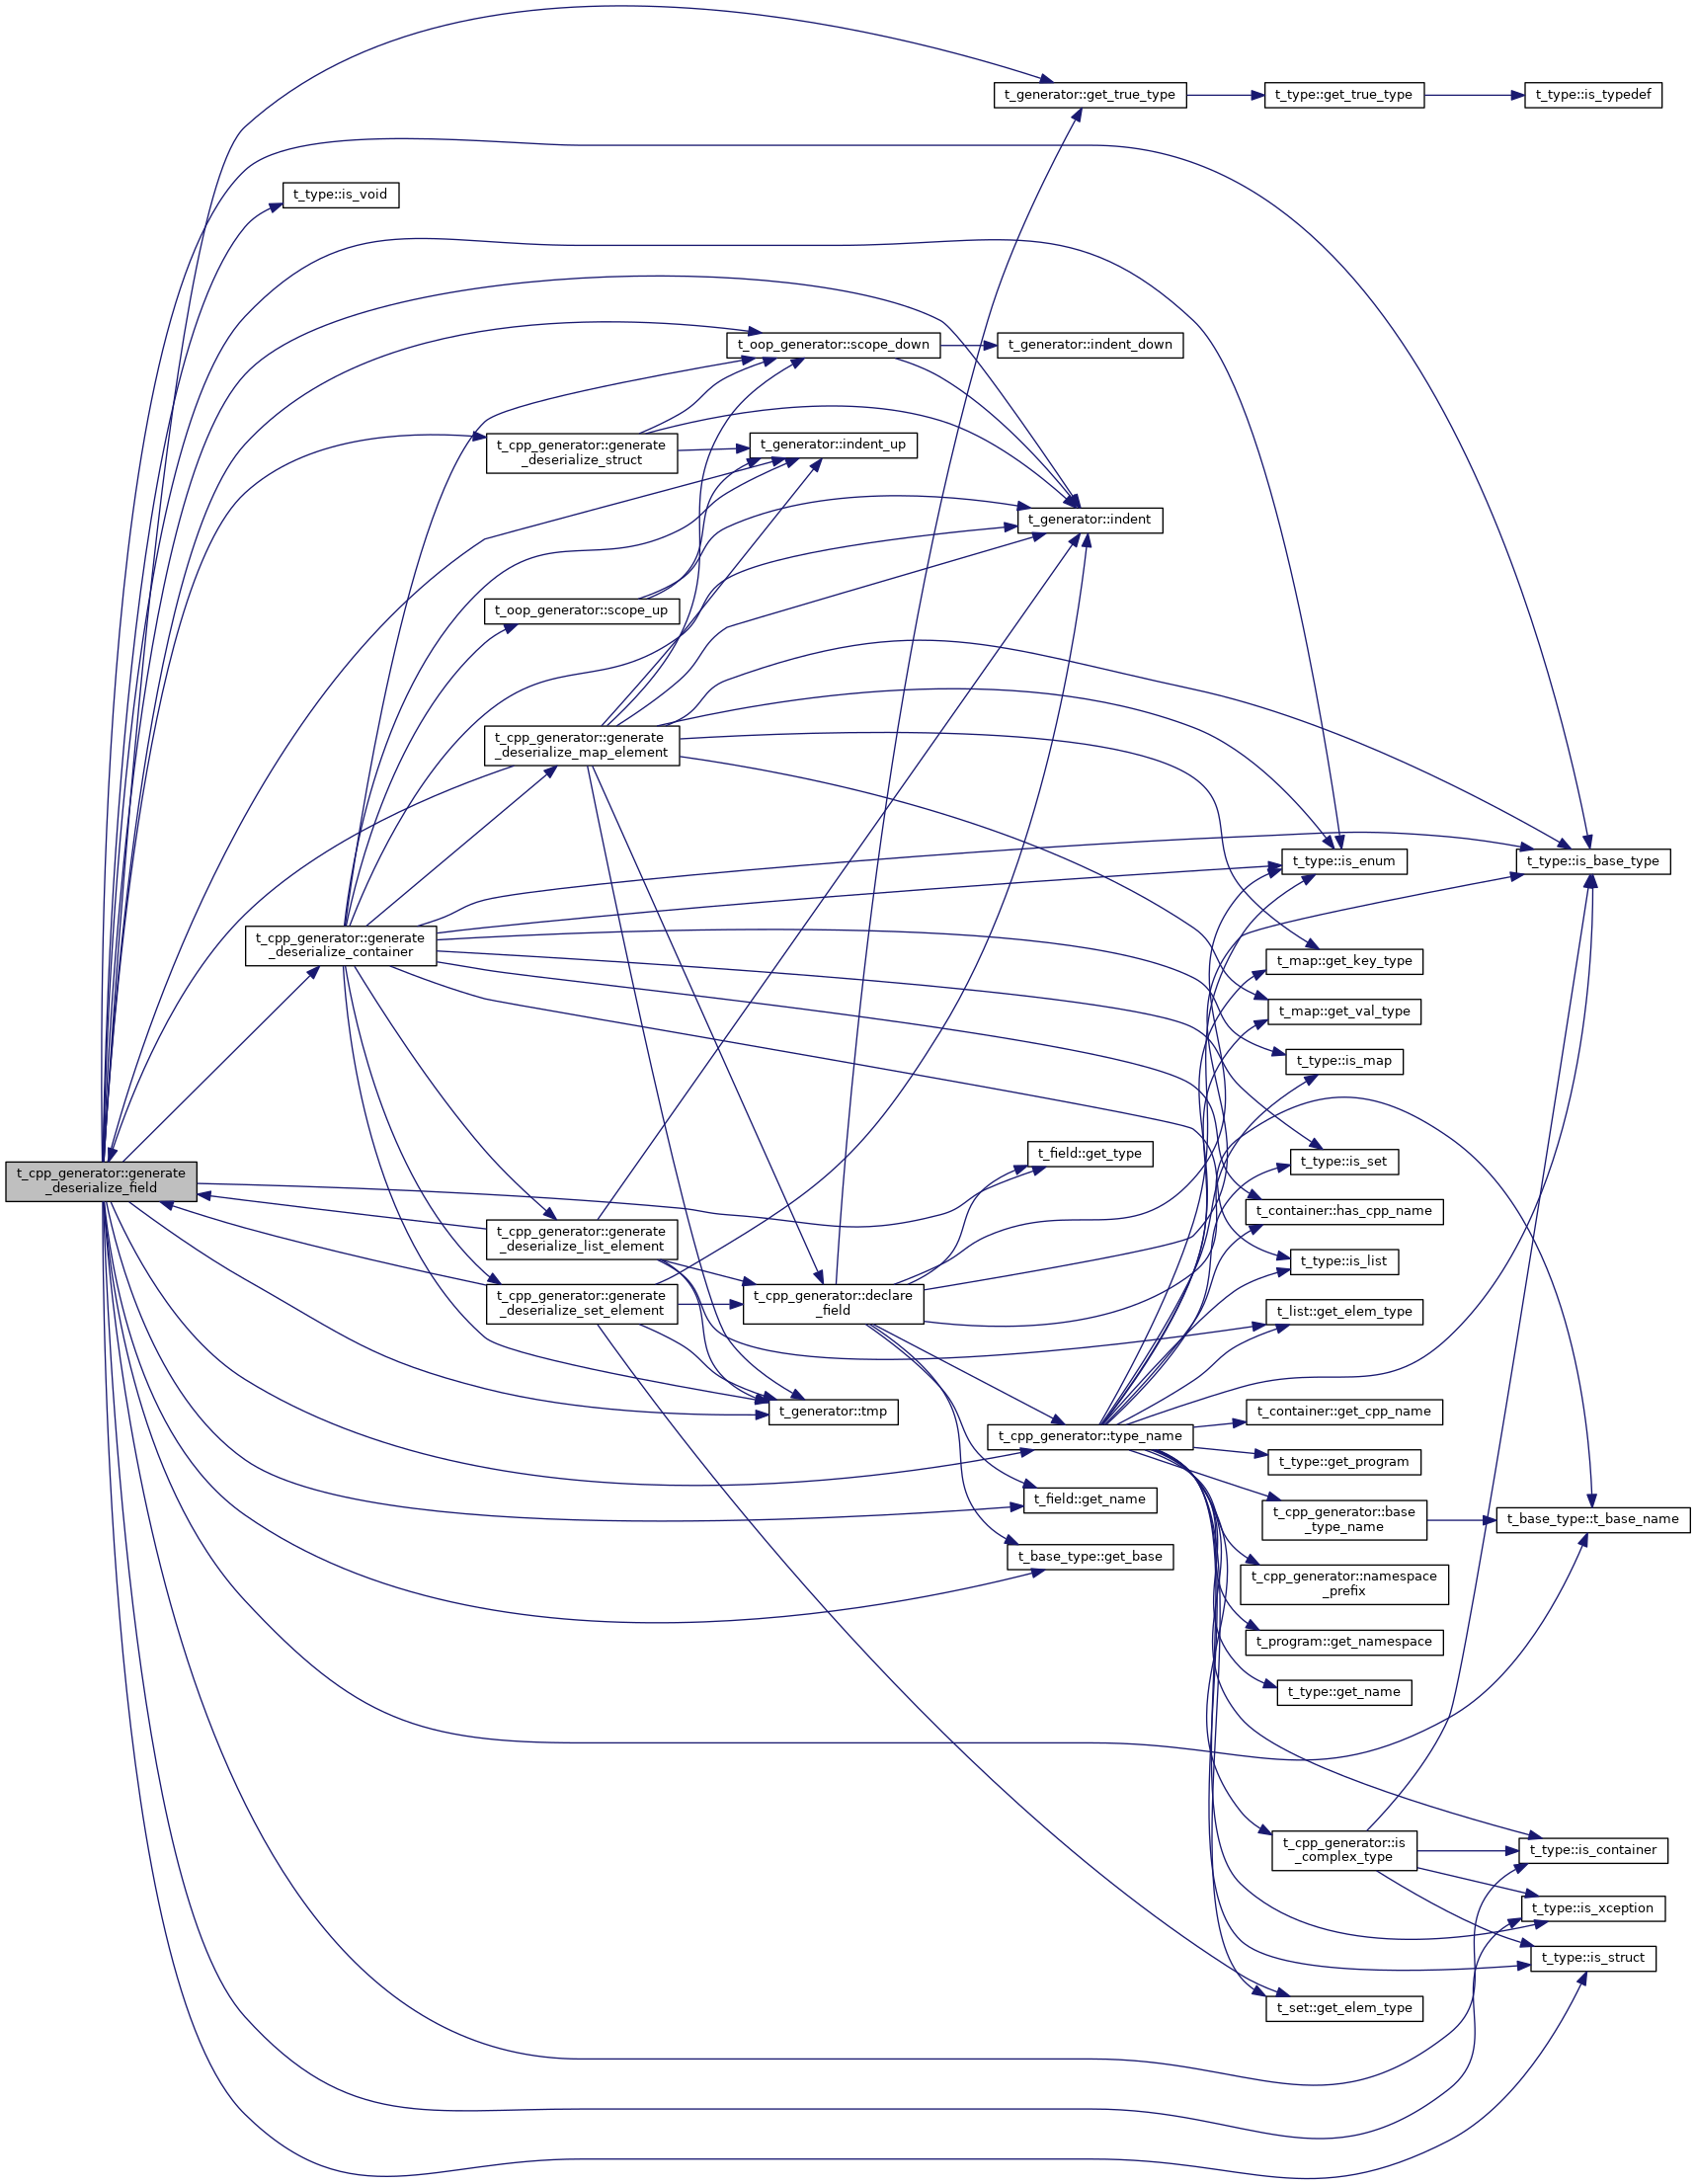 t_generator::get_true_type
t_type::get_true_type
t_type::is_typedef
t_type::is_void
t_oop_generator::scope_down
t_generator::indent_down
t_cpp_generator::generate
_deserialize_struct
t_generator::indent_up
t_generator::indent
t_oop_generator::scope_up
t_cpp_generator::generate
_deserialize_map_element
t_type::is_enum
t_type::is_base_type
t_cpp_generator::generate
_deserialize_container
t_map::get_key_type
t_map::get_val_type
t_type::is_map
t_field::get_type
t_type::is_set
t_cpp_generator::generate
_deserialize_field
t_container::has_cpp_name
t_cpp_generator::generate
_deserialize_list_element
t_type::is_list
t_cpp_generator::generate
_deserialize_set_element
t_cpp_generator::declare
_field
t_list::get_elem_type
t_generator::tmp
t_container::get_cpp_name
t_cpp_generator::type_name
t_type::get_program
t_field::get_name
t_cpp_generator::base
_type_name
t_base_type::t_base_name
t_base_type::get_base
t_cpp_generator::namespace
_prefix
t_program::get_namespace
t_type::get_name
t_cpp_generator::is
_complex_type
t_type::is_container
t_type::is_xception
t_type::is_struct
t_set::get_elem_type